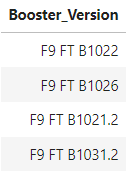 Booster_Version
F9 FT B1022
F9 FT B1026
F9 FT B1021.2
F9 FT B1031.2